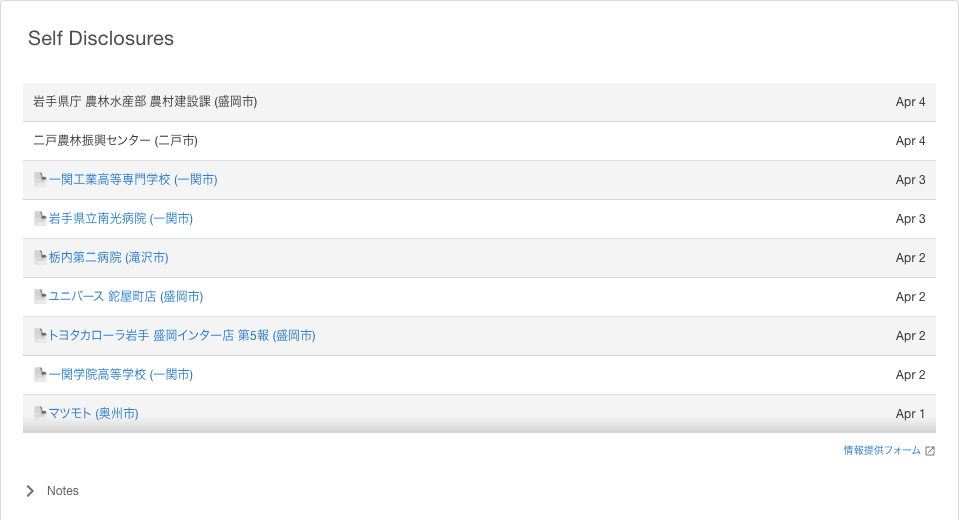 Self Disclosures
岩手県庁 農林水産部 農村建設課 (盛岡市) Apr 4
二戸農林振興センター (二戸市) Apr 4
一関工業高等専門学校 (一関市) Apr 3
岩手県立南光病院 (一関市) Apr 3
栃内第二病院 (滝沢市) Apr 2
ユニバース 鉈屋町店 (盛岡市) Apr 2
トヨタカローラ岩手 盛岡インター店 第5報 (盛岡市) Apr 2
一関学院高等学校 (一関市) Apr 2
マツモト (奥州市) Apr 1
情報提供フォーム
Notes